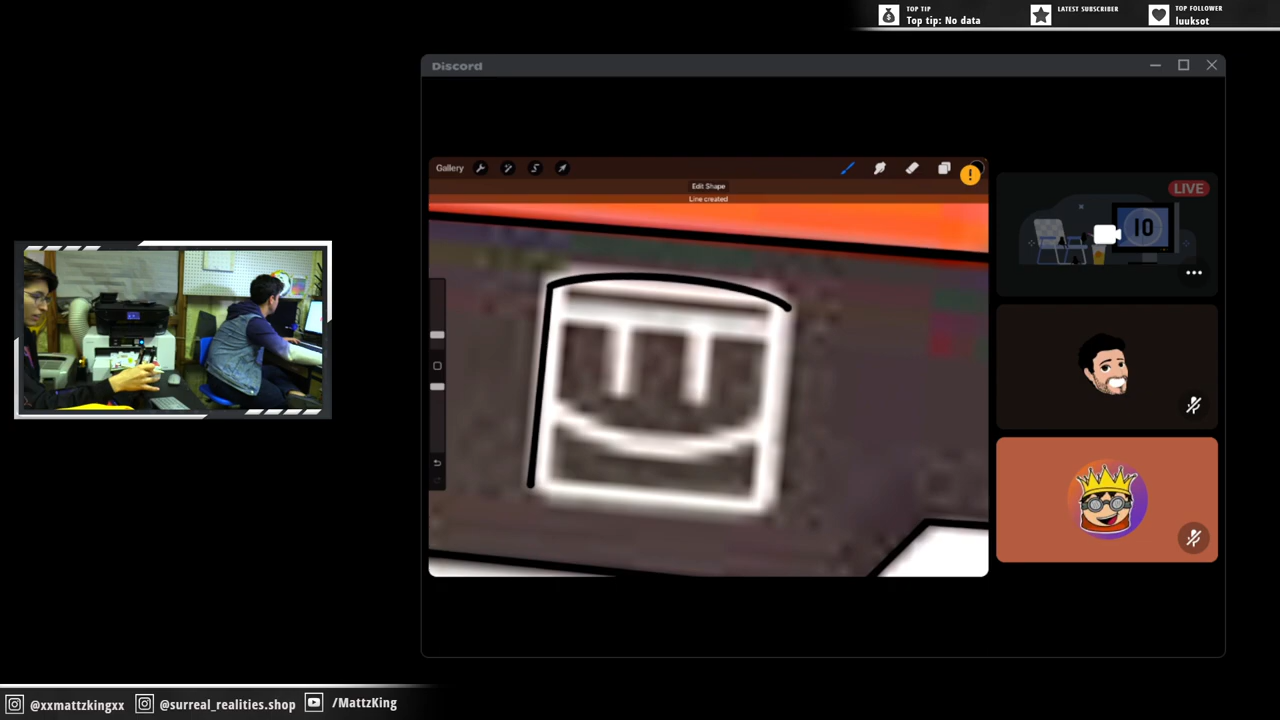 TOP TIP
Top tip: No data
LATEST SUBSCRIBER
TOP FOLLOWER
luuksot
Discord
Gallery
Edit Shape
Line created
LIVE
10
@xxmattzkingxx
@surreal_realities.shop
/MattzKing